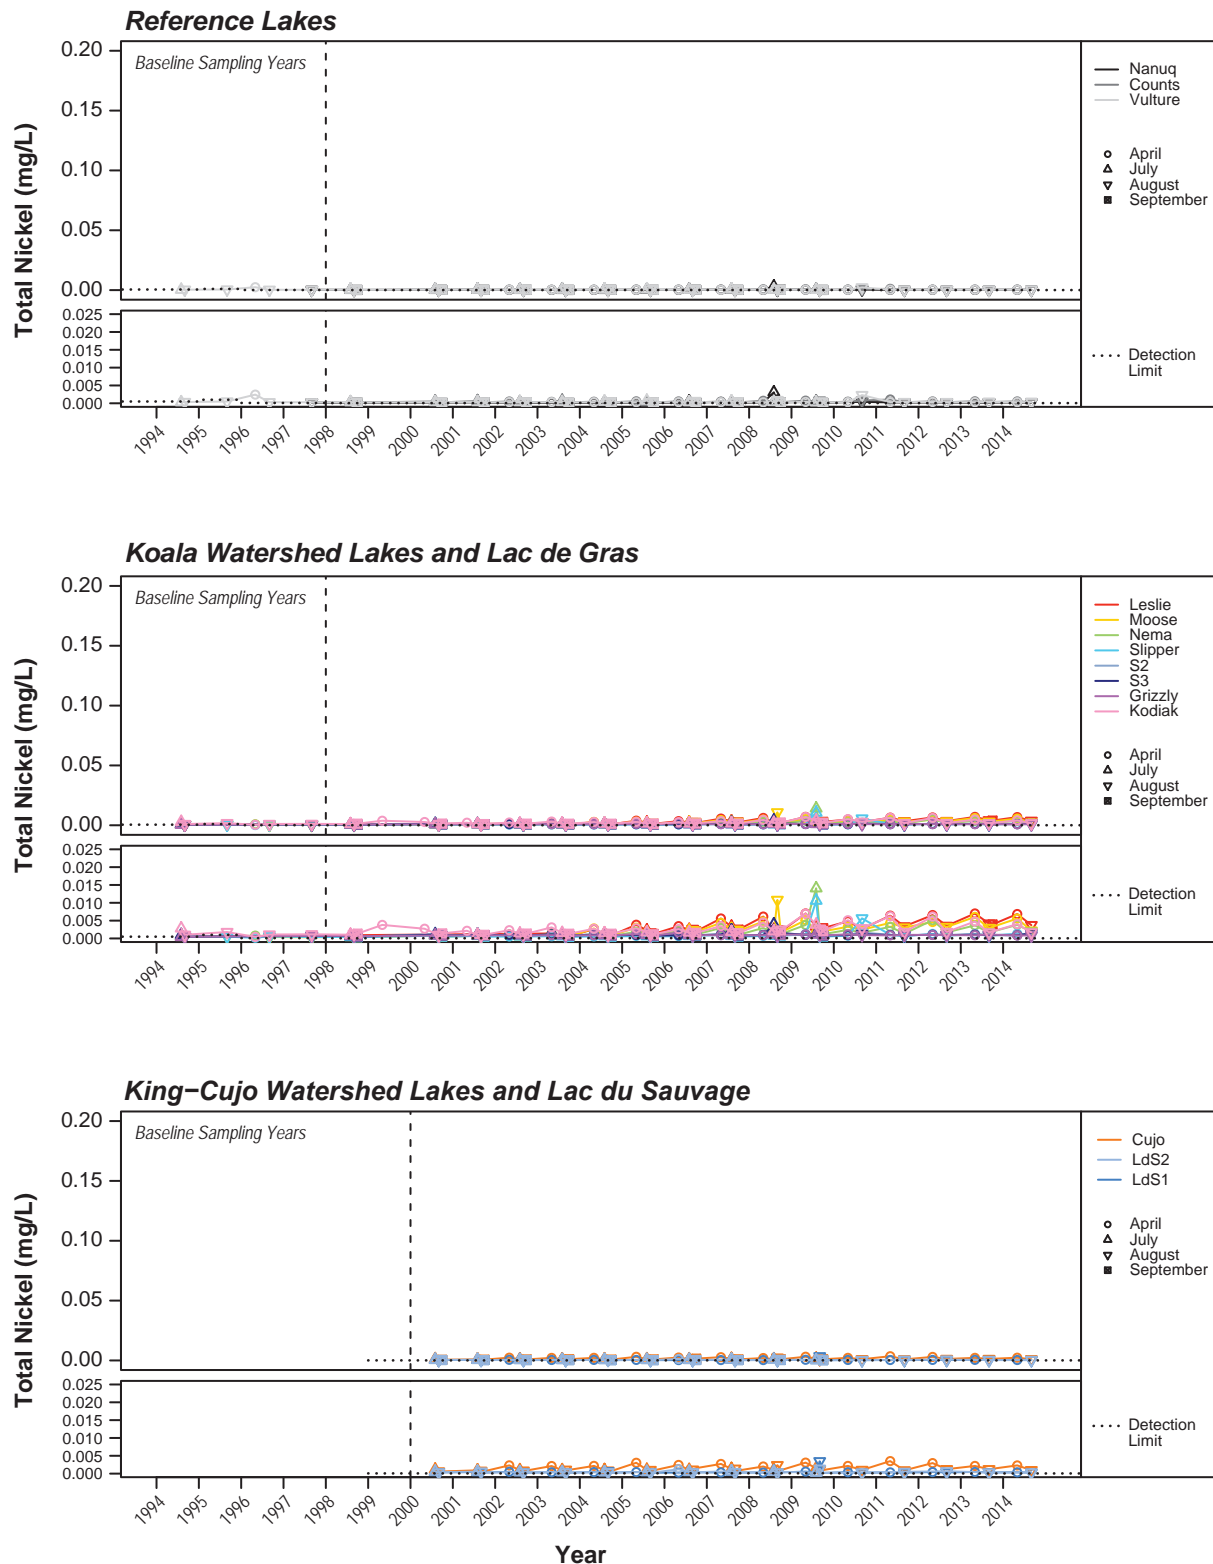 Reference Lakes
Total Nickel (mg/L)
Baseline Sampling Years
0.20
0.15
0.10
0.05
0.00
0.025
0.020
0.015
0.010
0.005
0.000
1994 1995 1996 1997 1998 1999 2000 2001 2002 2003 2004 2005 2006 2007 2008 2009 2010 2011 2012 2013 2014
Nanuq
Counts
Vulture
April
July
August
September
Detection
Limit
Koala Watershed Lakes and Lac de Gras
Total Nickel (mg/L)
Baseline Sampling Years
0.20
0.15
0.10
0.05
0.00
0.025
0.020
0.015
0.010
0.005
0.000
1994 1995 1996 1997 1998 1999 2000 2001 2002 2003 2004 2005 2006 2007 2008 2009 2010 2011 2012 2013 2014
Leslie
Moose
Nema
Slipper
S2
S3
Grizzly
Kodiak
April
July
August
September
Detection
Limit
King−Cujo Watershed Lakes and Lac du Sauvage
Total Nickel (mg/L)
Baseline Sampling Years
0.20
0.15
0.10
0.05
0.00
0.025
0.020
0.015
0.010
0.005
0.000
1994 1995 1996 1997 1998 1999 2000 2001 2002 2003 2004 2005 2006 2007 2008 2009 2010 2011 2012 2013 2014
Cujo
LdS2
LdS1
April
July
August
September
Detection
Limit
Year